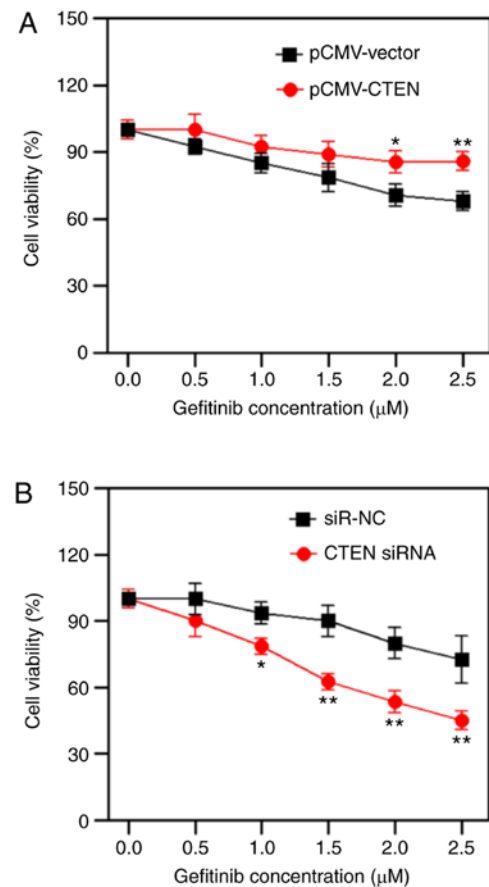 A
150
120
90
60
30
0
Cell viability (%)
pCMV-vector
pCMV-CTEN
* **
0.0 0.5 1.0 1.5 2.0 2.5
Gefitinib concentration (μM)
B
150
120
90
60
30
0
Cell viability (%)
siR-NC
CTEN siRNA
* ** ** **
0.0 0.5 1.0 1.5 2.0 2.5
Gefitinib concentration (μM)